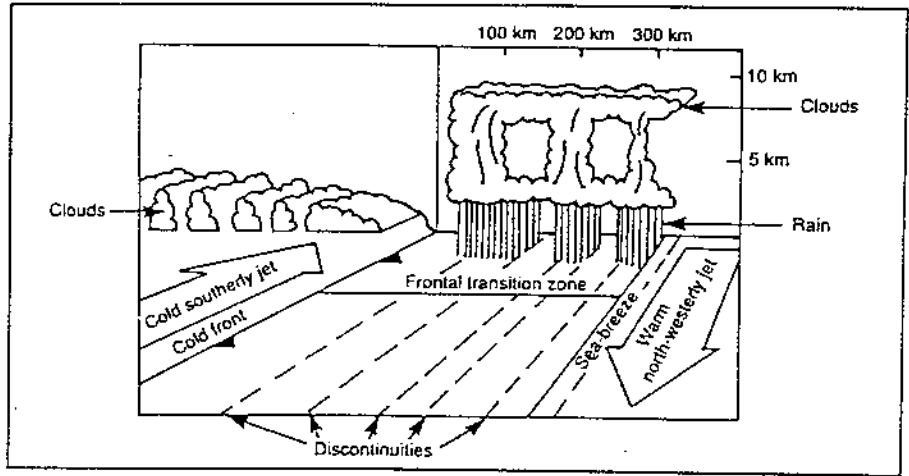 100 km 200 km 300 km
10 km
Clouds
5 km
Clouds
Rain
Cold southerly jet
Cold front
Frontal transition zone
Sea-breeze
Warm
north-westerly jet
Discontinuities